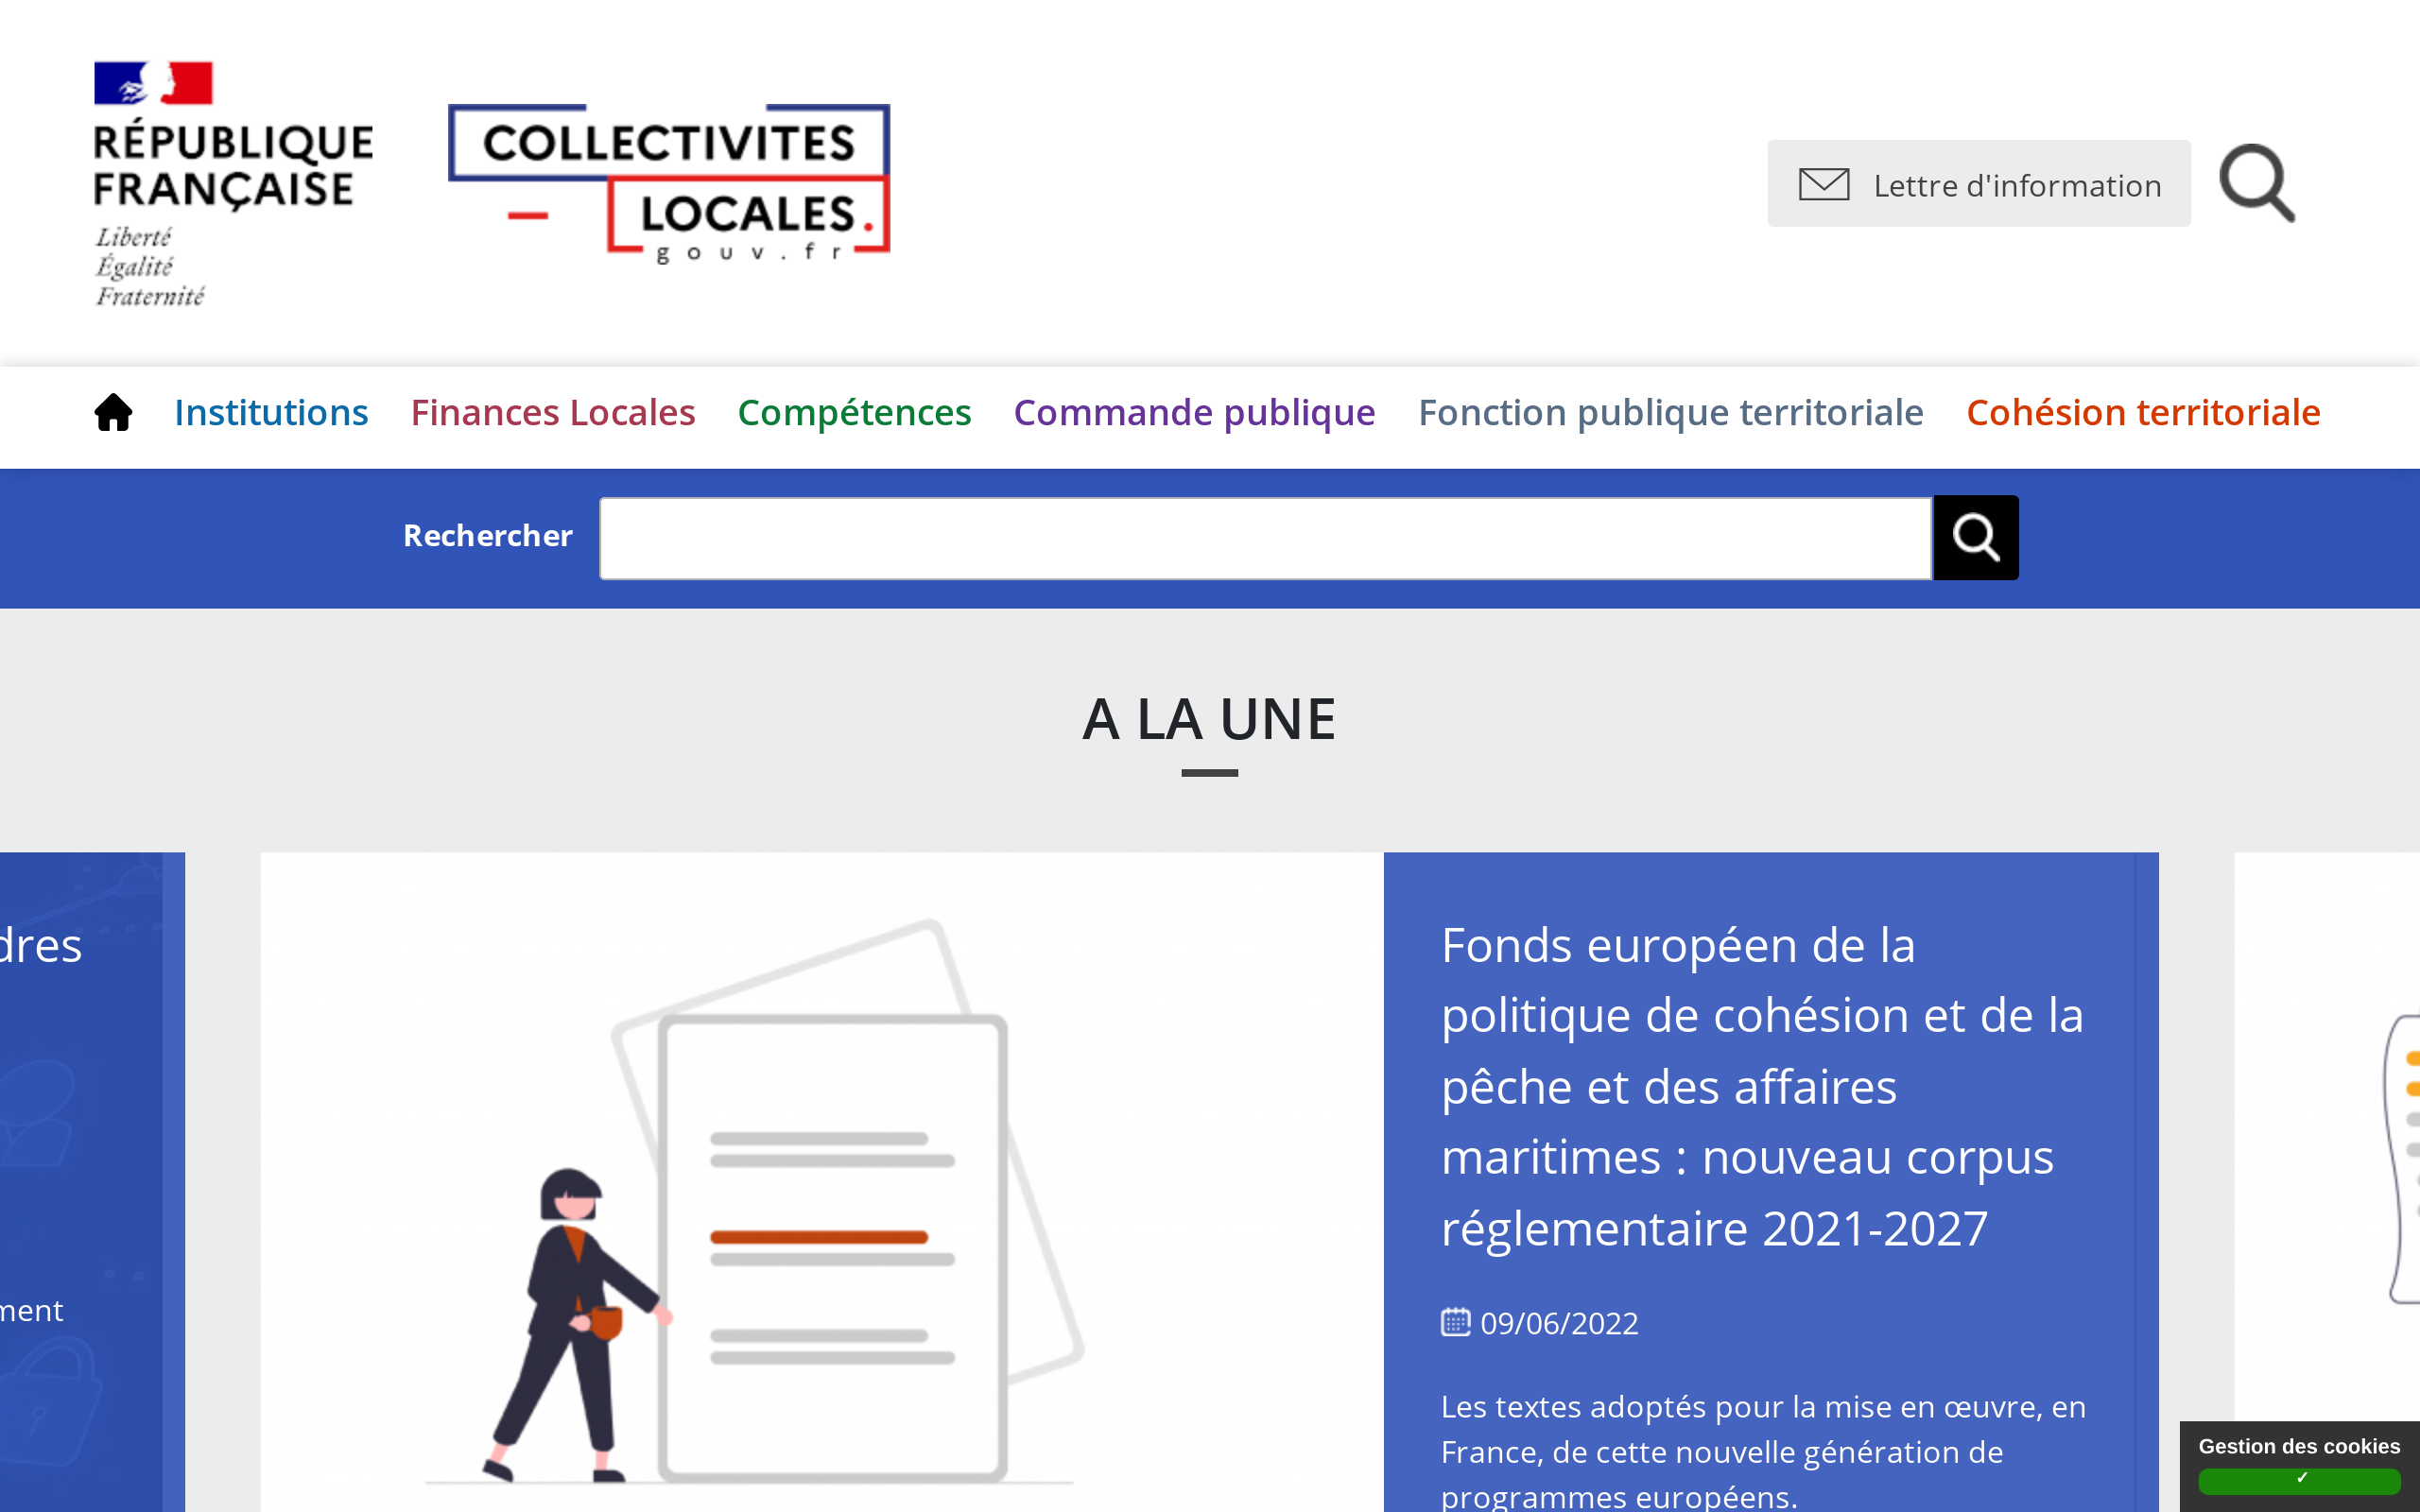 RÉPUBLIQUE
FRANÇAISE
Liberté
Égalité
Fraternité
COLLECTIVITES
LOCALES.
gouv.fr
Lettre d'information
Institutions
Finances Locales
Compétences
Commande publique
Fonction publique territoriale
Cohésion territoriale
Rechercher
A LA UNE
Fonds européen de la
politique de cohésion et de la
pêche et des affaires
maritimes : nouveau corpus
réglementaire 2021-2027
09/06/2022
Les textes adoptés pour la mise en œuvre, en
France, de cette nouvelle génération de
programmes européens.
Gestion des cookies
✓